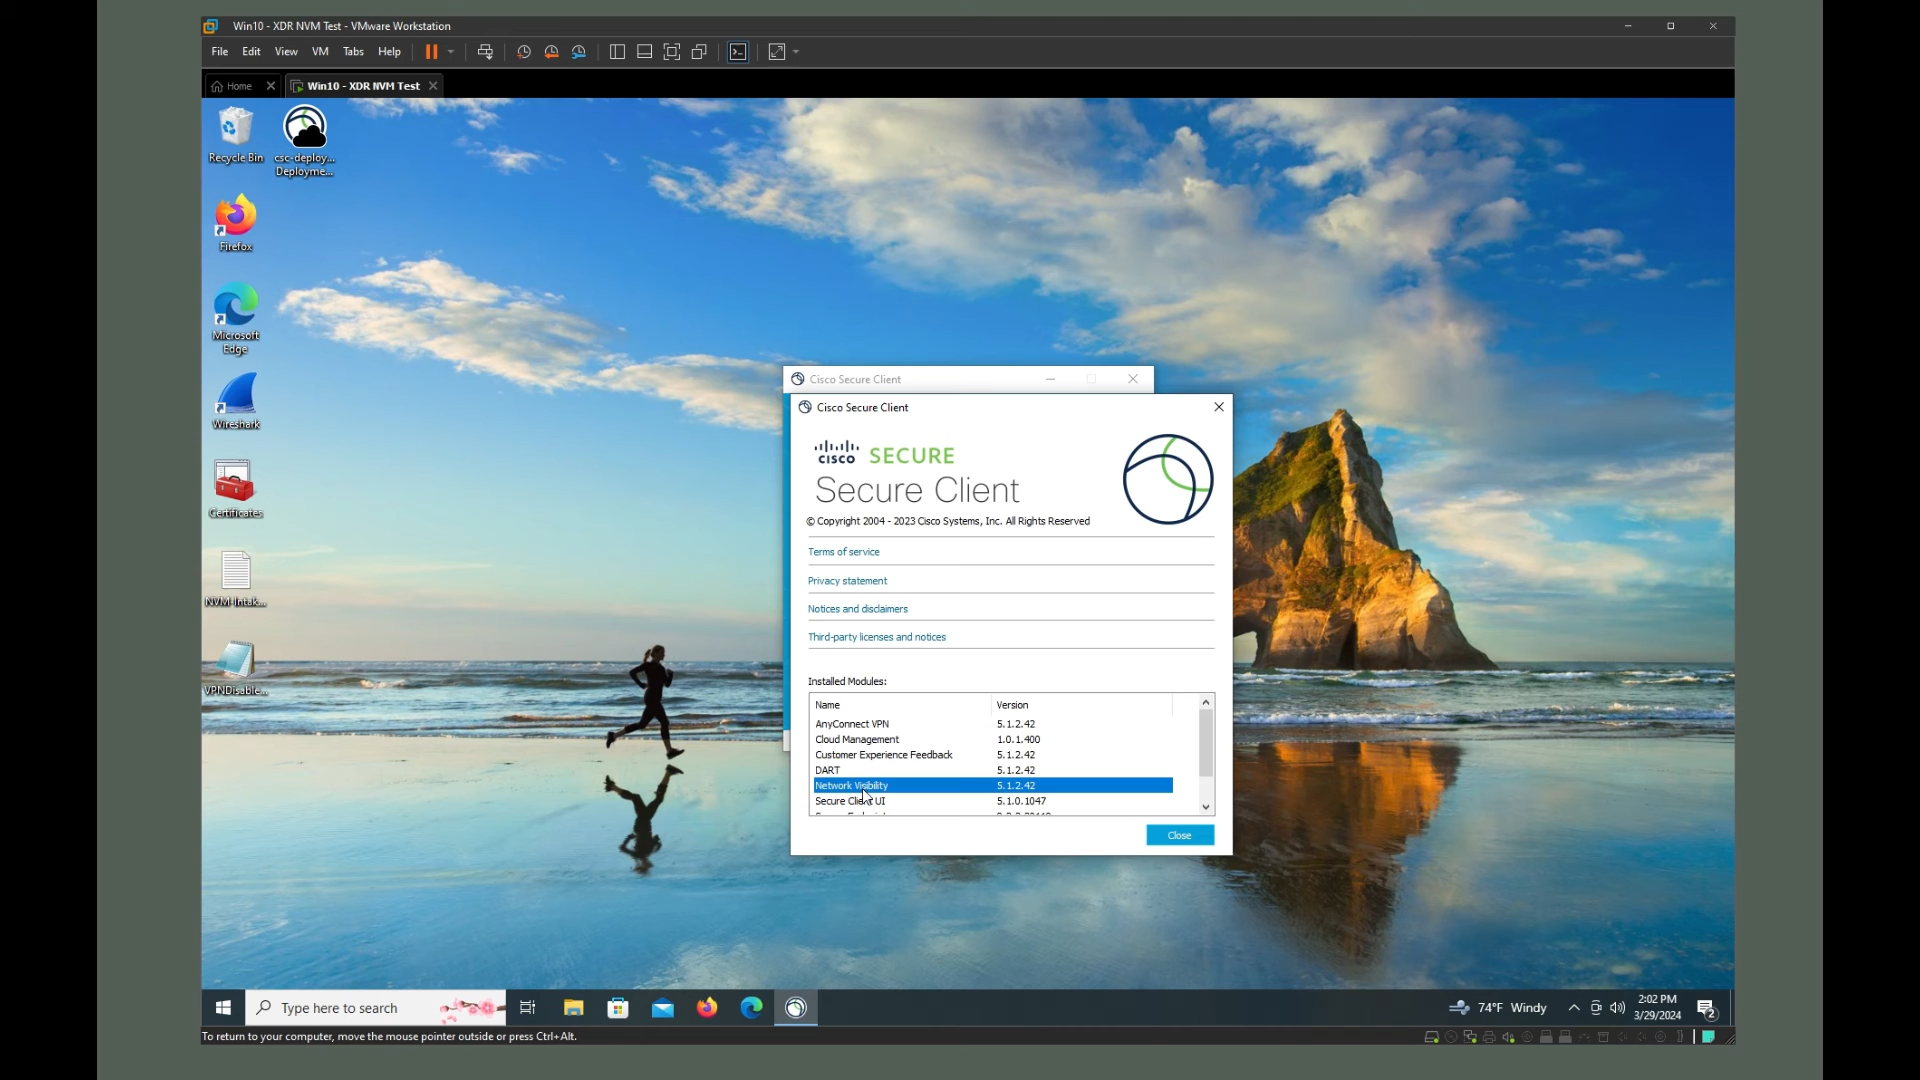 Win10 - XDR NVM Test - VMware Workstation
File Edit View VM Tabs Help
Home Win10 - XDR NVM Test
Recycle Bin
csc-deploy...
Deployme...
Firefox
Microsoft
Edge
Wireshark
Certificates
NVM-Intak...
VPNDisable...
Cisco Secure Client
Cisco Secure Client
CISCO SECURE
Secure Client
© Copyright 2004 - 2023 Cisco Systems, Inc. All Rights Reserved
Terms of service
Privacy statement
Notices and disclaimers
Third-party licenses and notices
Installed Modules:
Name Version
AnyConnect VPN 5.1.2.42
Cloud Management 1.0.1.400
Customer Experience Feedback 5.1.2.42
DART 5.1.2.42
Network Visibility 5.1.2.42
Secure Client UI 5.1.0.1047
Close
Type here to search
74°F Windy
2:02 PM
3/29/2024
2
To return to your computer, move the mouse pointer outside or press Ctrl+Alt.